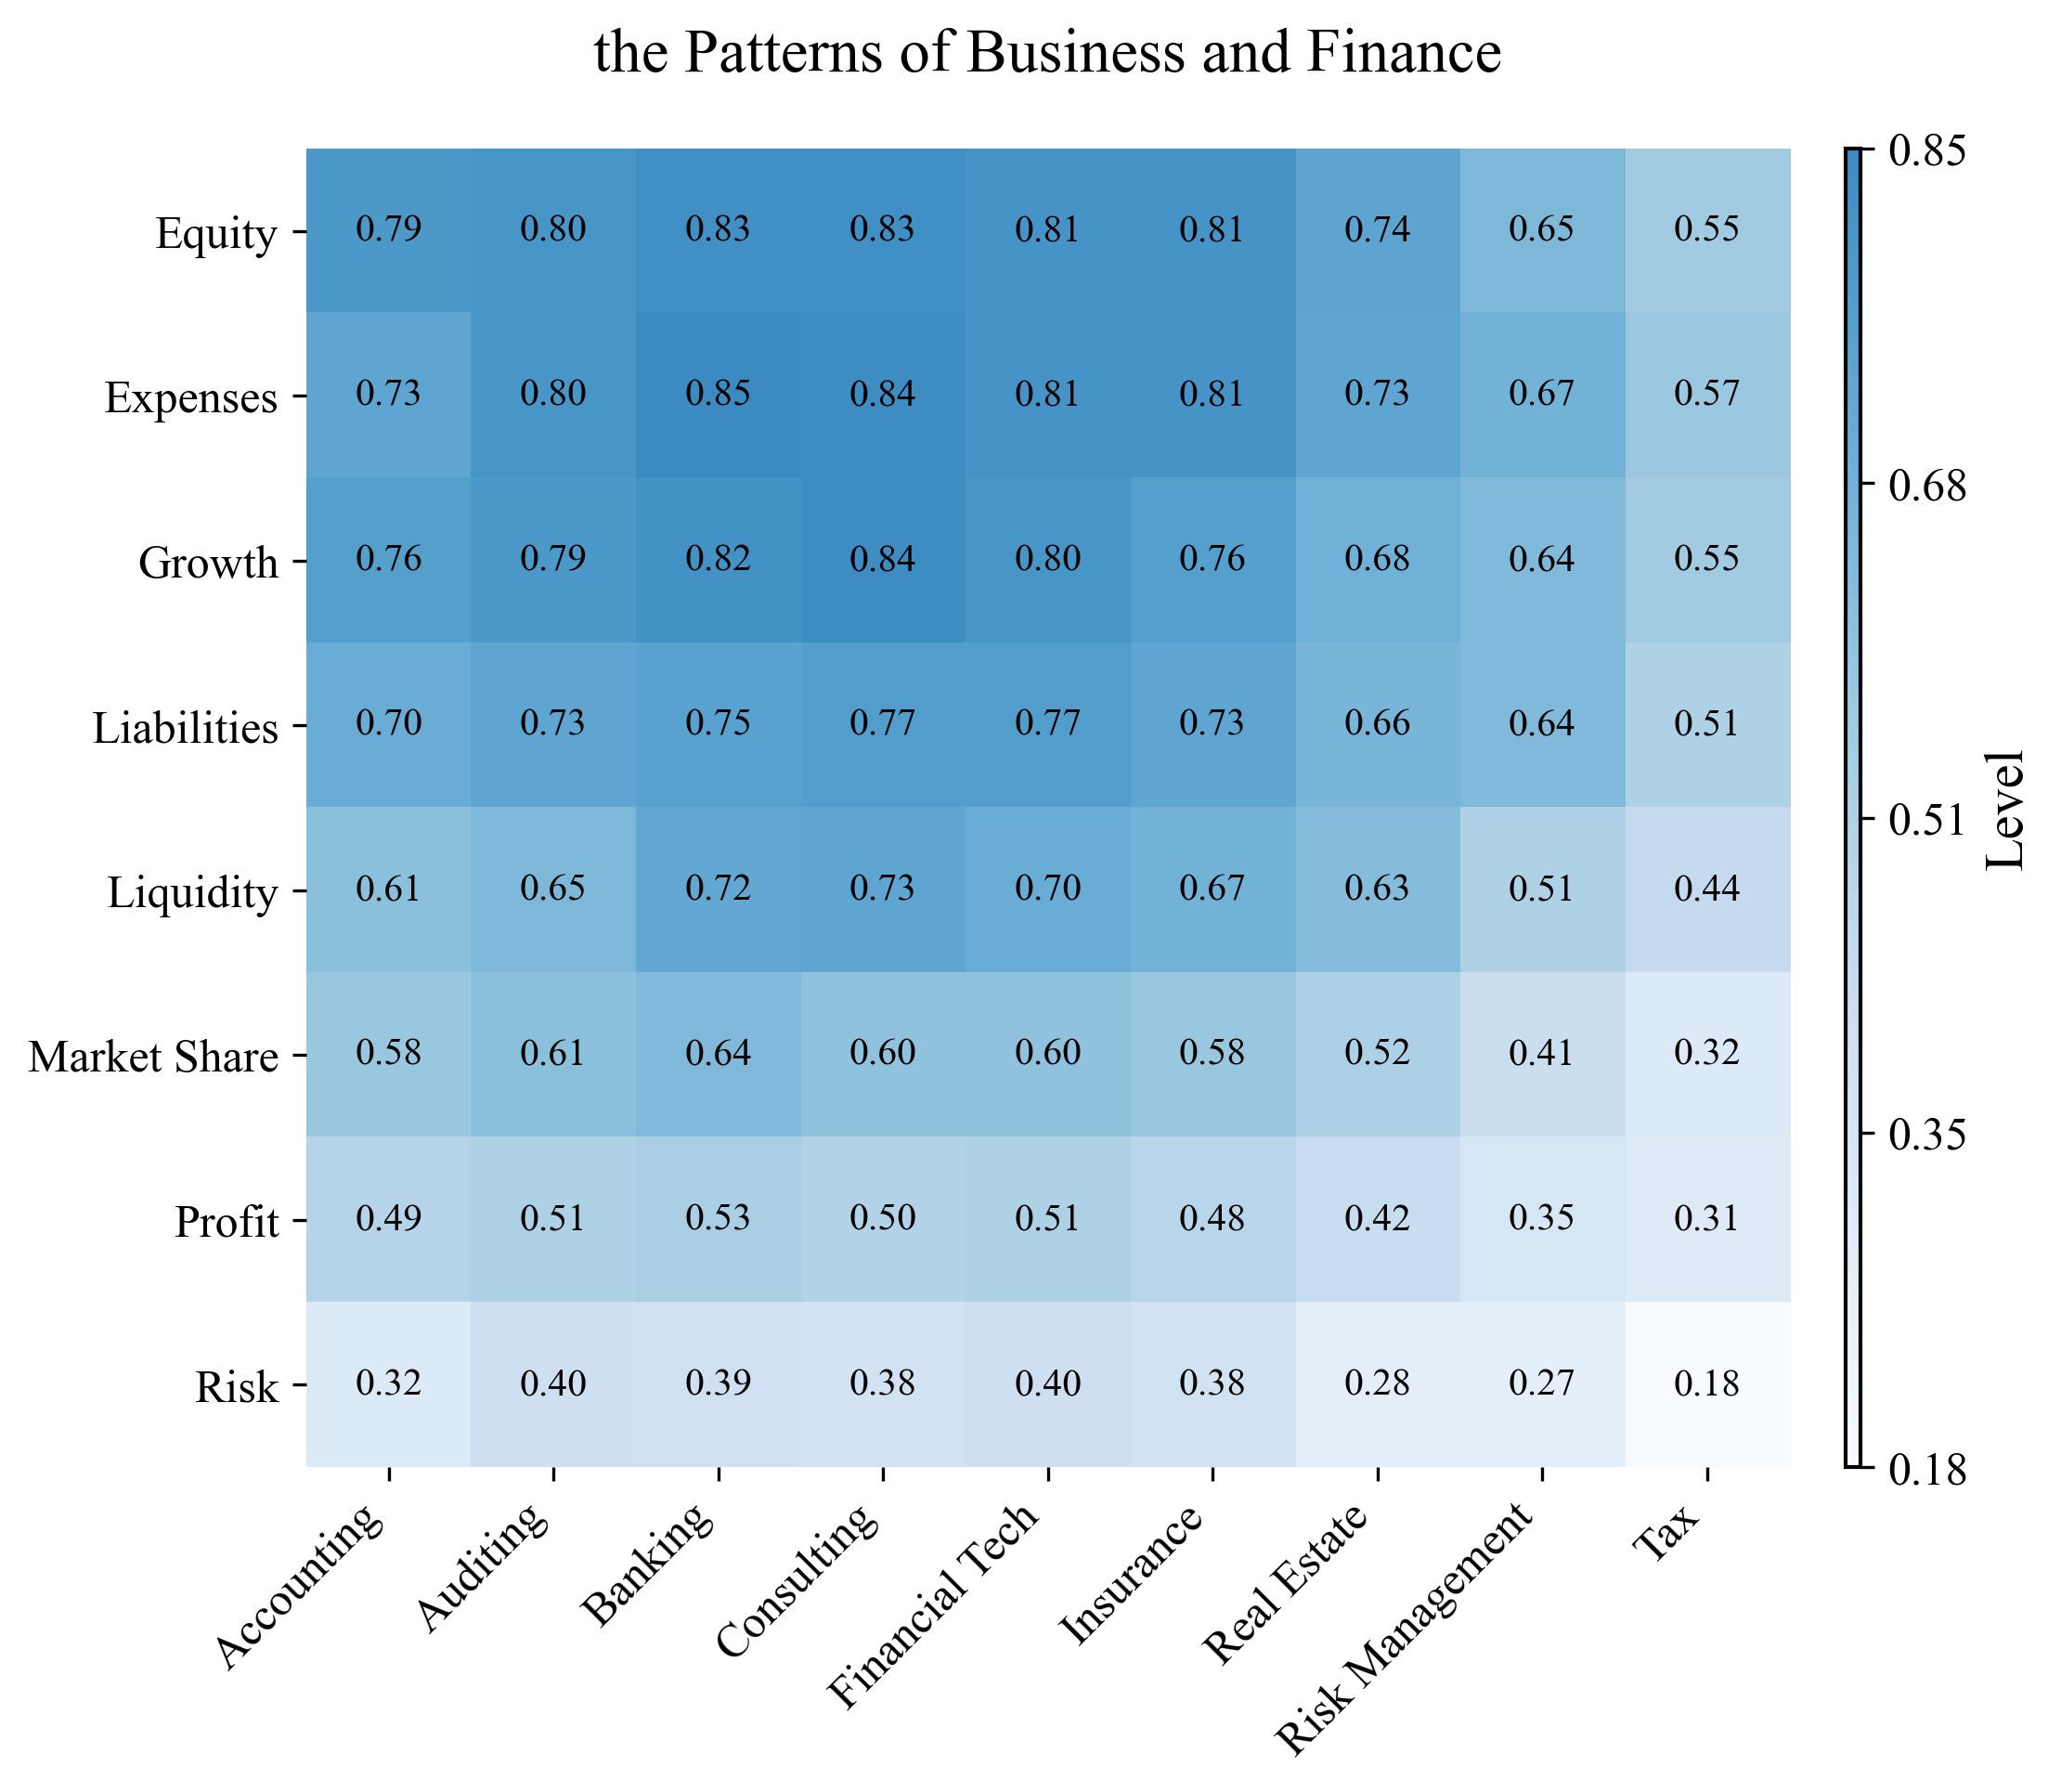 the Patterns of Business and Finance
Equity 0.79 0.80 0.83 0.83 0.81 0.81 0.74 0.65 0.55
Expenses 0.73 0.80 0.85 0.84 0.81 0.81 0.73 0.67 0.57
Growth 0.76 0.79 0.82 0.84 0.80 0.76 0.68 0.64 0.55
Liabilities 0.70 0.73 0.75 0.77 0.77 0.73 0.66 0.64 0.51
Liquidity 0.61 0.65 0.72 0.73 0.70 0.67 0.63 0.51 0.44
Market Share 0.58 0.61 0.64 0.60 0.60 0.58 0.52 0.41 0.32
Profit 0.49 0.51 0.53 0.50 0.51 0.48 0.42 0.35 0.31
Risk 0.32 0.40 0.39 0.38 0.40 0.38 0.28 0.27 0.18
Accounting
Auditing
Banking
Consulting
Financial Tech
Insurance
Real Estate
Risk Management
Tax
0.85
0.68
0.51
0.35
0.18
Level